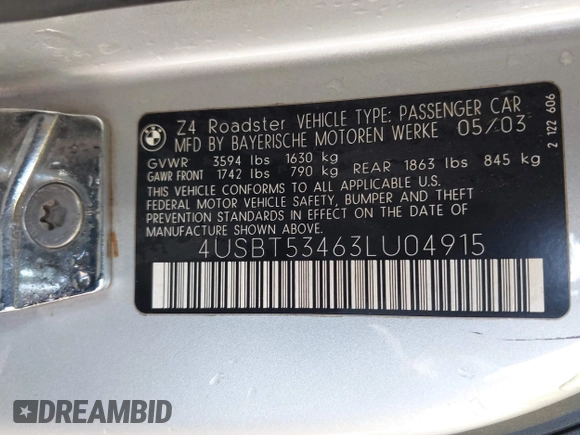 BMW
Z4 Roadster VEHICLE TYPE: PASSENGER CAR
MFD BY BAYERISCHE MOTOREN WERKE 05/03
GVWR 3594 lbs 1630 kg
GAWR FRONT 1742 lbs 790 kg REAR 1863 lbs 845 kg
THIS VEHICLE CONFORMS TO ALL APPLICABLE U.S.
FEDERAL MOTOR VEHICLE SAFETY, BUMPER AND THEFT
PREVENTION STANDARDS IN EFFECT ON THE DATE OF
MANUFACTURE SHOWN ABOVE.
4USBT53463LU04915
2 122 606
DREAMBID